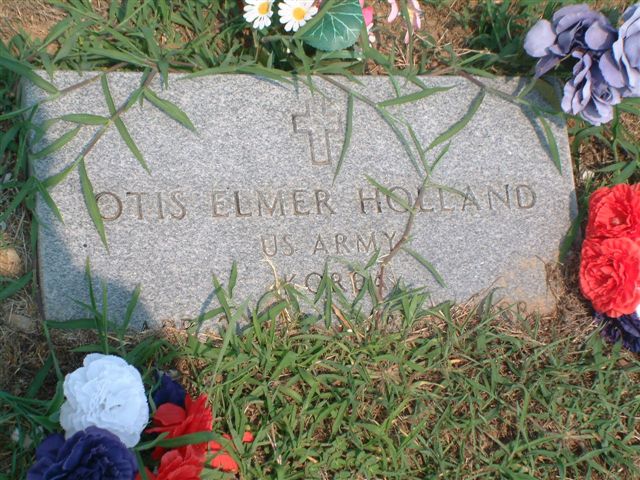 OTIS ELMER HOLLAND
US ARMY
KOREA